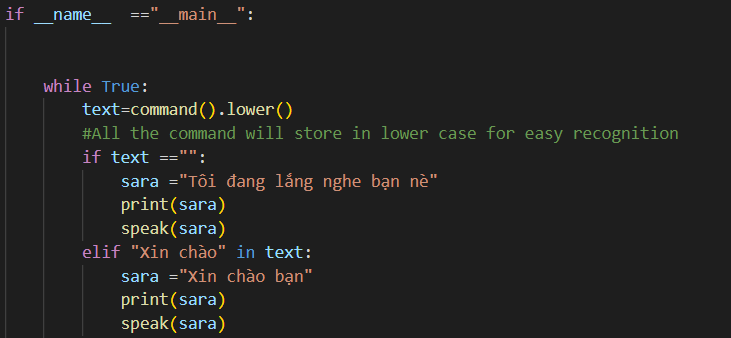 if __name__  =="__main__":
while True:
text=command().lower()
#All the command will store in lower case for easy recognition
if text =="":
sara ="Tôi đang lắng nghe bạn nè"
print(sara)
speak(sara)
elif "Xin chào" in text:
sara ="Xin chào bạn"
print(sara)
speak(sara)